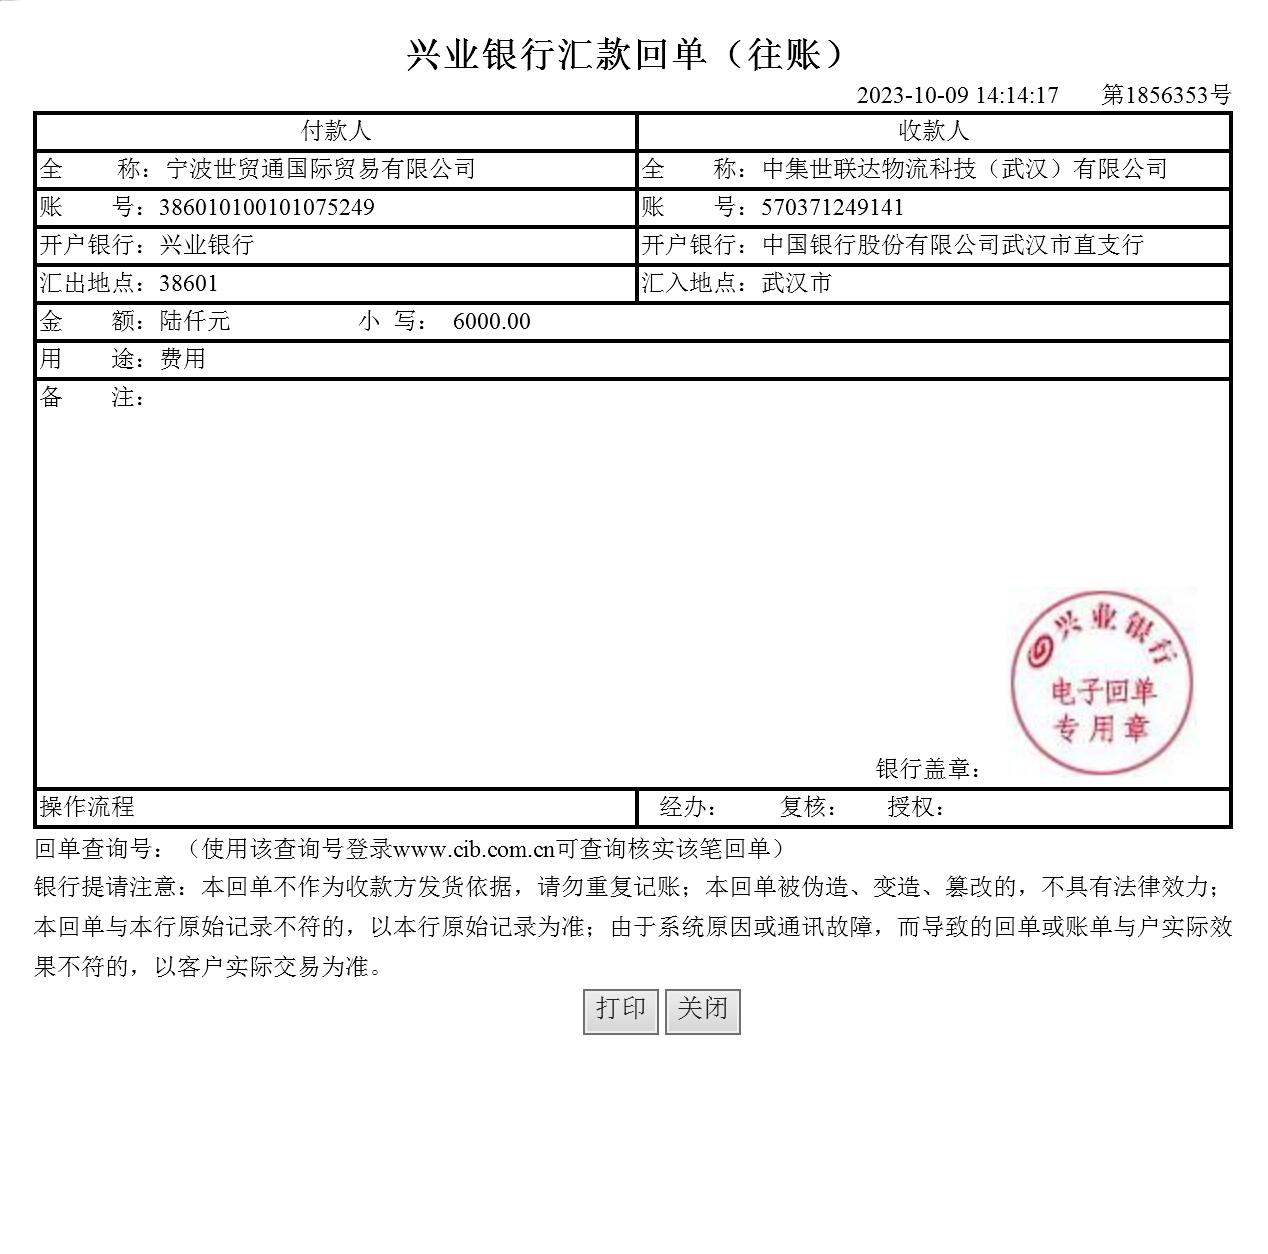 兴业银行汇款回单（往账）
2023-10-09 14:14:17 第1856353号
付款人 收款人
全 称：宁波世贸通国际贸易有限公司 全 称：中集世联达物流科技（武汉）有限公司
账 号：386010100101075249 账 号：570371249141
开户银行：兴业银行 开户银行：中国银行股份有限公司武汉市直支行
汇出地点：38601 汇入地点：武汉市
金 额：陆仟元 小 写： 6000.00
用 途：费用
备 注：
兴业银行
电子回单
专用章
银行盖章：
操作流程 经办： 复核： 授权：
回单查询号：（使用该查询号登录www.cib.com.cn可查询核实该笔回单）
银行提请注意：本回单不作为收款方发货依据，请勿重复记账；本回单被伪造、变造、篡改的，不具有法律效力；
本回单与本行原始记录不符的，以本行原始记录为准；由于系统原因或通讯故障，而导致的回单或账单与户实际效
果不符的，以客户实际交易为准。
打印 关闭